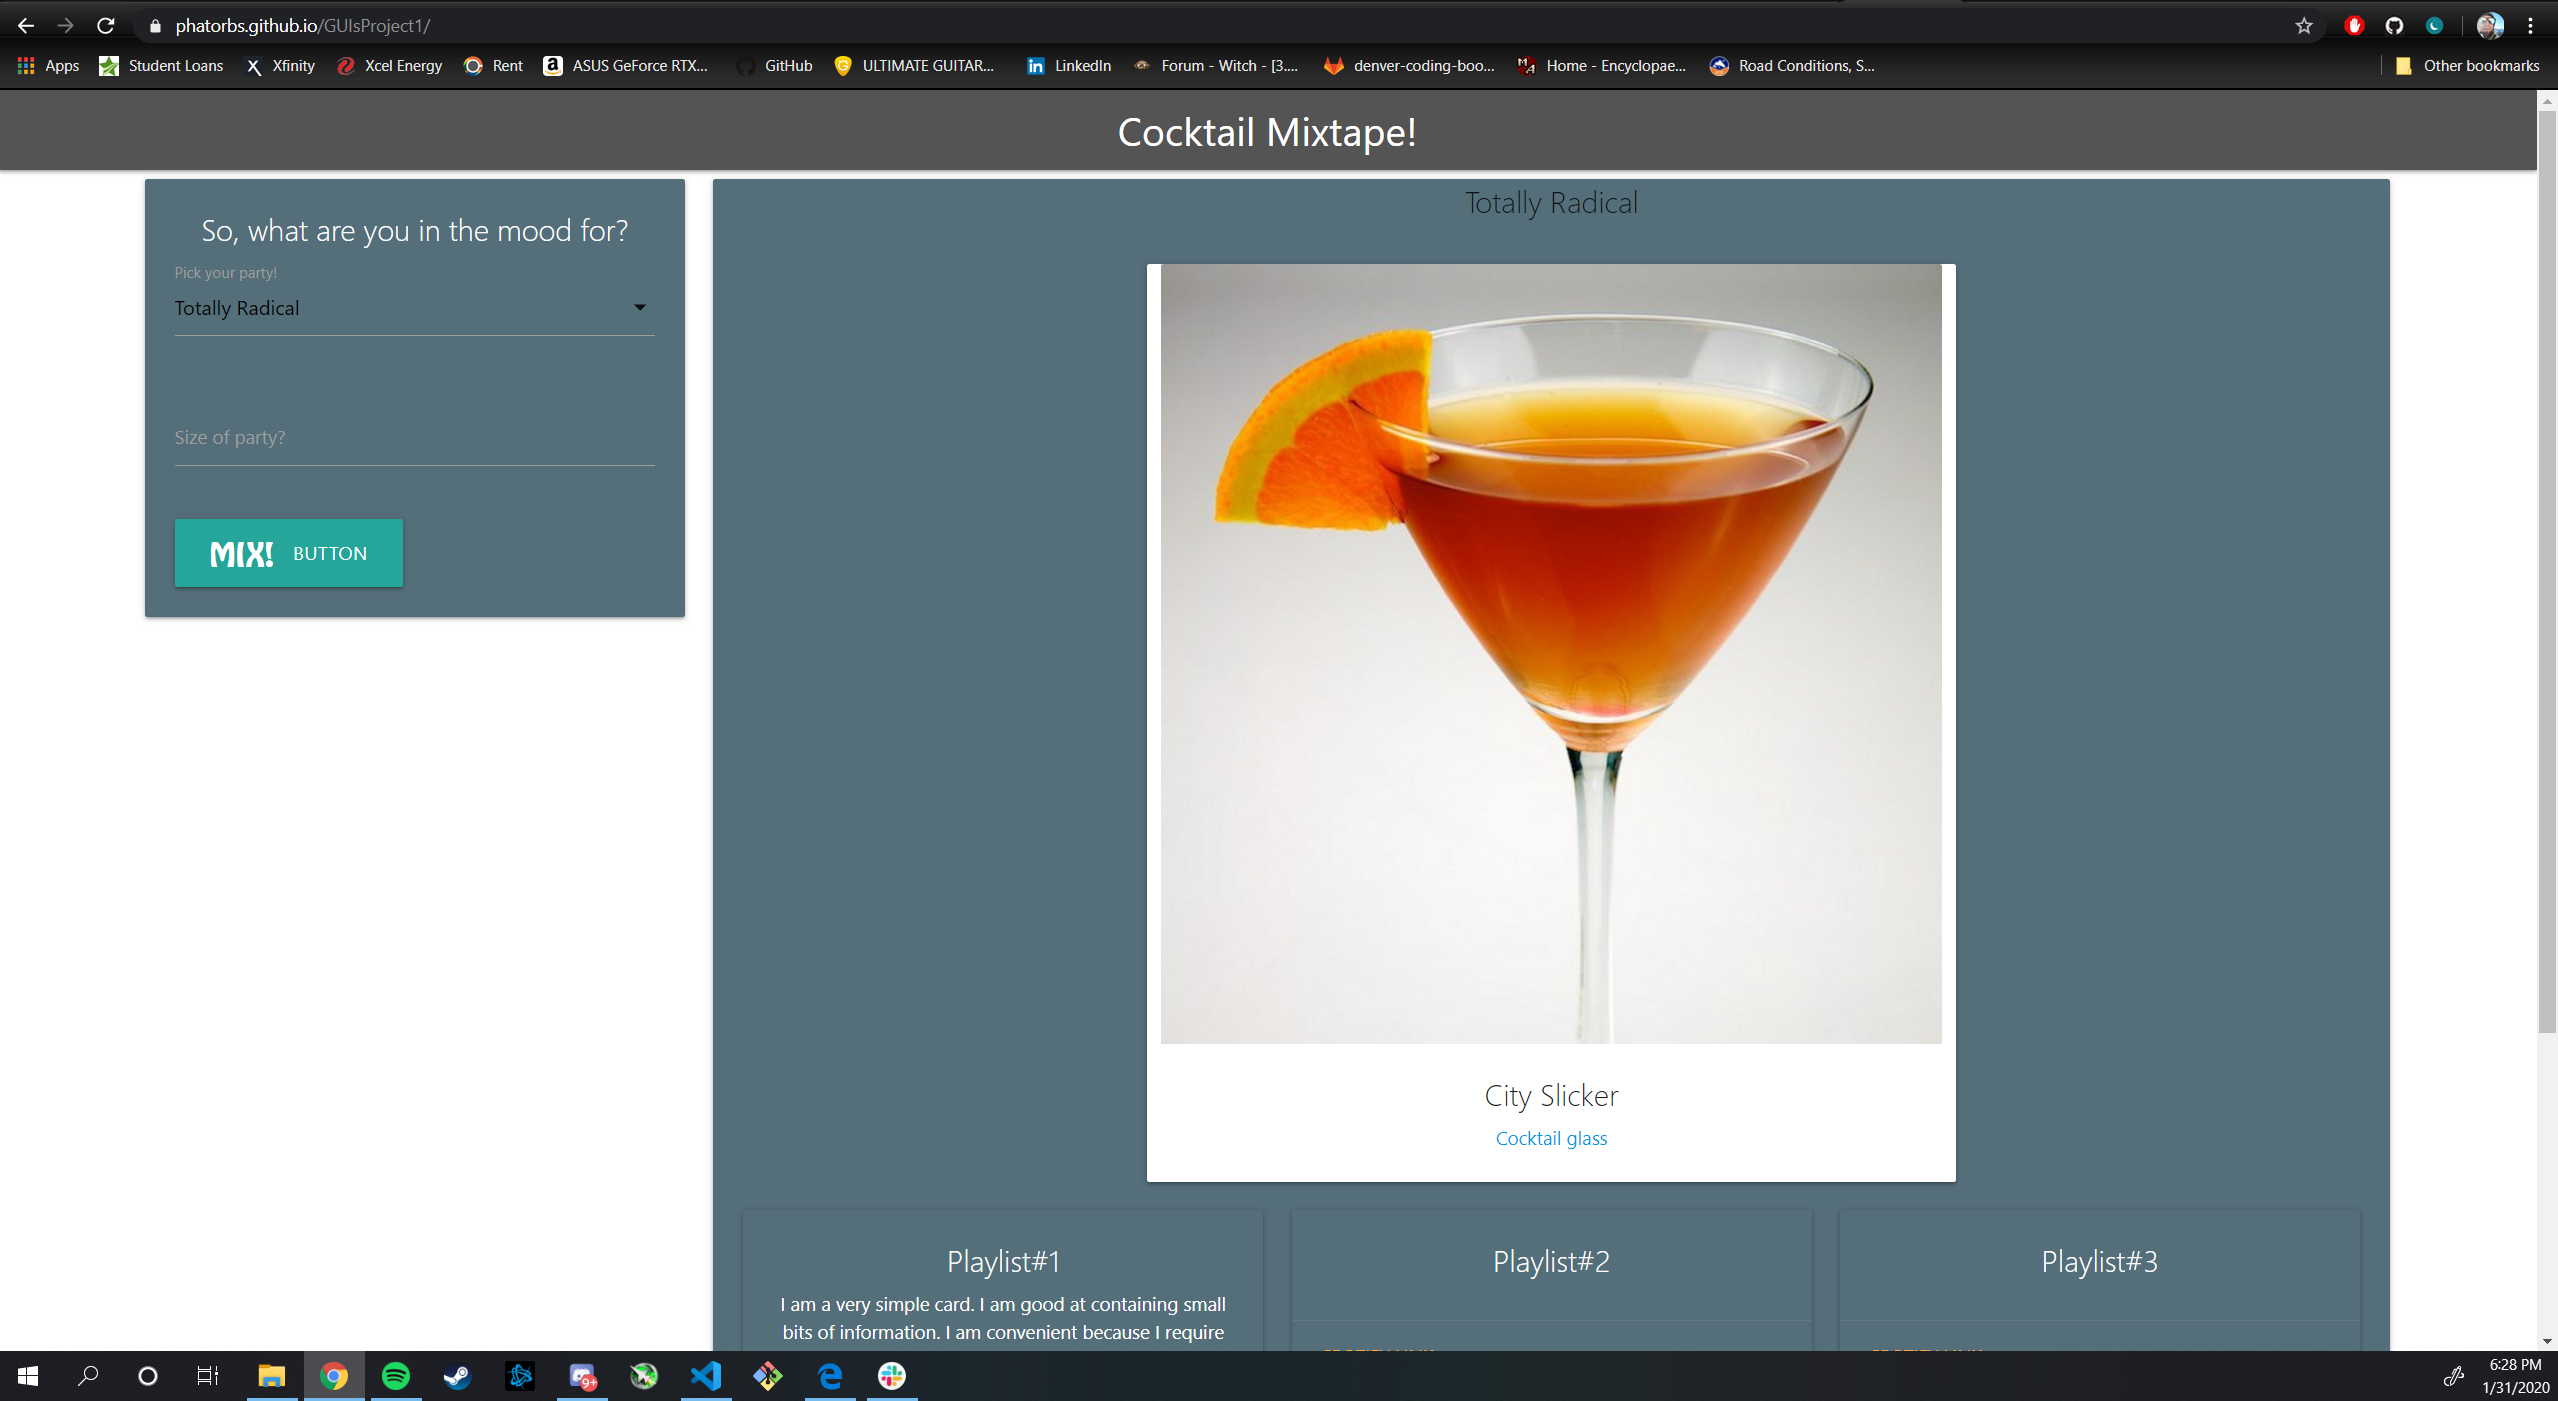 phatorbs.github.io/GUIsProject1/
Apps Student Loans Xfinity Xcel Energy Rent ASUS GeForce RTX... GitHub ULTIMATE GUITAR... LinkedIn Forum - Witch - [3.... denver-coding-boo... Home - Encyclopae... Road Conditions, S... Other bookmarks
Cocktail Mixtape!
So, what are you in the mood for?
Pick your party!
Totally Radical
Size of party?
MIX! BUTTON
Totally Radical
City Slicker
Cocktail glass
Playlist#1
I am a very simple card. I am good at containing small
bits of information. I am convenient because I require
Playlist#2
Playlist#3
9+
6:28 PM
1/31/2020